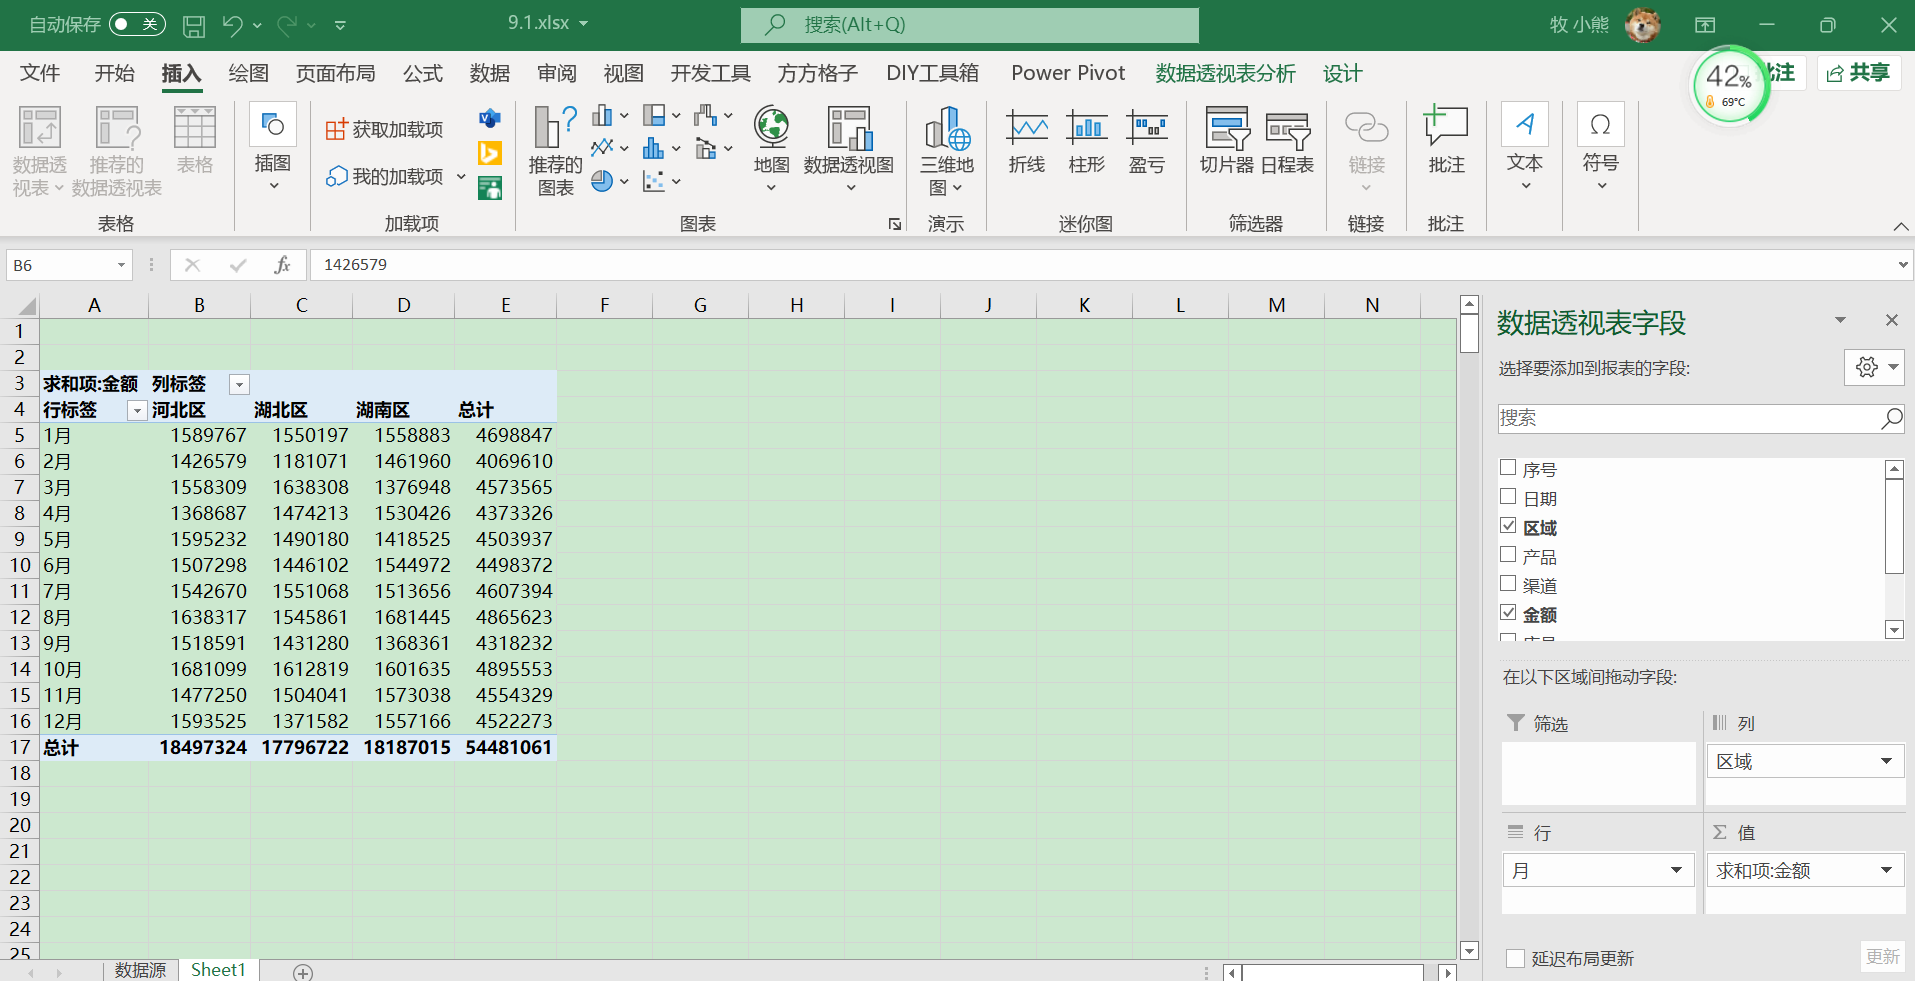 自动保存 关 9.1.xlsx 搜索(Alt+Q) 牧 小熊
文件 开始 插入 绘图 页面布局 公式 数据 审阅 视图 开发工具 方方格子 DIY工具箱 Power Pivot 数据透视表分析 设计 批注 共享
42%
69°C
数据透视表 推荐的数据透视表 表格 插图 获取加载项 我的加载项 推荐的图表 地图 数据透视图 三维地图 折线 柱形 盈亏 切片器 日程表 链接 批注 文本 符号
表格 加载项 图表 演示 迷你图 筛选器 链接 批注
B6 fx 1426579
A B C D E F G H I J K L M N
1
2
3 求和项:金额 列标签
4 行标签 河北区 湖北区 湖南区 总计
5 1月 1589767 1550197 1558883 4698847
6 2月 1426579 1181071 1461960 4069610
7 3月 1558309 1638308 1376948 4573565
8 4月 1368687 1474213 1530426 4373326
9 5月 1595232 1490180 1418525 4503937
10 6月 1507298 1446102 1544972 4498372
11 7月 1542670 1551068 1513656 4607394
12 8月 1638317 1545861 1681445 4865623
13 9月 1518591 1431280 1368361 4318232
14 10月 1681099 1612819 1601635 4895553
15 11月 1477250 1504041 1573038 4554329
16 12月 1593525 1371582 1557166 4522273
17 总计 18497324 17796722 18187015 54481061
18
19
20
21
22
23
24
25
数据源 Sheet1
数据透视表字段
选择要添加到报表的字段:
搜索
序号
日期
区域
产品
渠道
金额
在以下区域间拖动字段:
筛选 列
区域
行 Σ 值
月 求和项:金额
延迟布局更新 更新